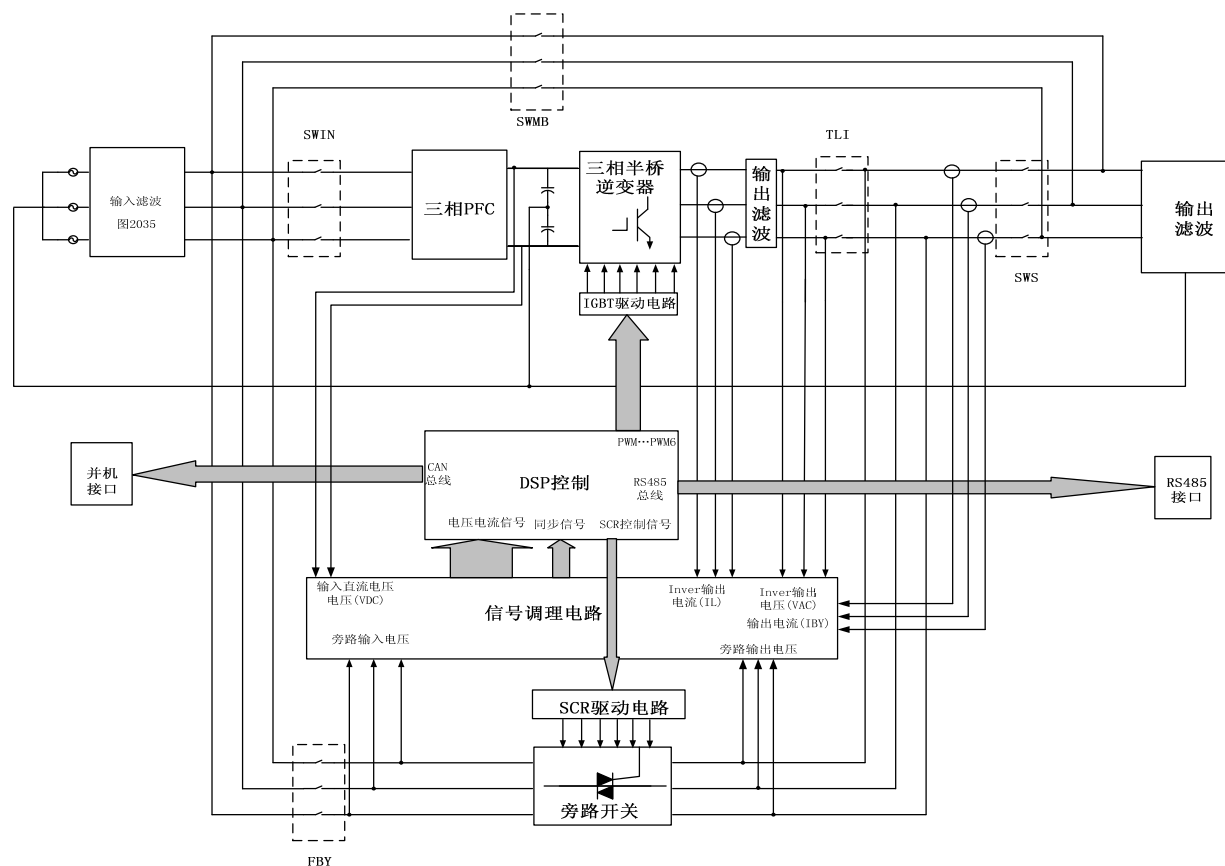 SWMB
SWIN
TLI
SWS
输入滤波
图2035
三相PFC
三相半桥
逆变器
输
出
滤
波
输出
滤波
IGBT驱动电路
PWM…PWM6
并机
接口
CAN
总线
DSP控制
RS485
总线
RS485
接口
电压电流信号
同步信号
SCR控制信号
输入直流电压
电压(VDC)
信号调理电路
Inver输出
电流(IL)
Inver输出
电压(VAC)
输出电流(IBY)
旁路输入电压
旁路输出电压
SCR驱动电路
旁路开关
FBY